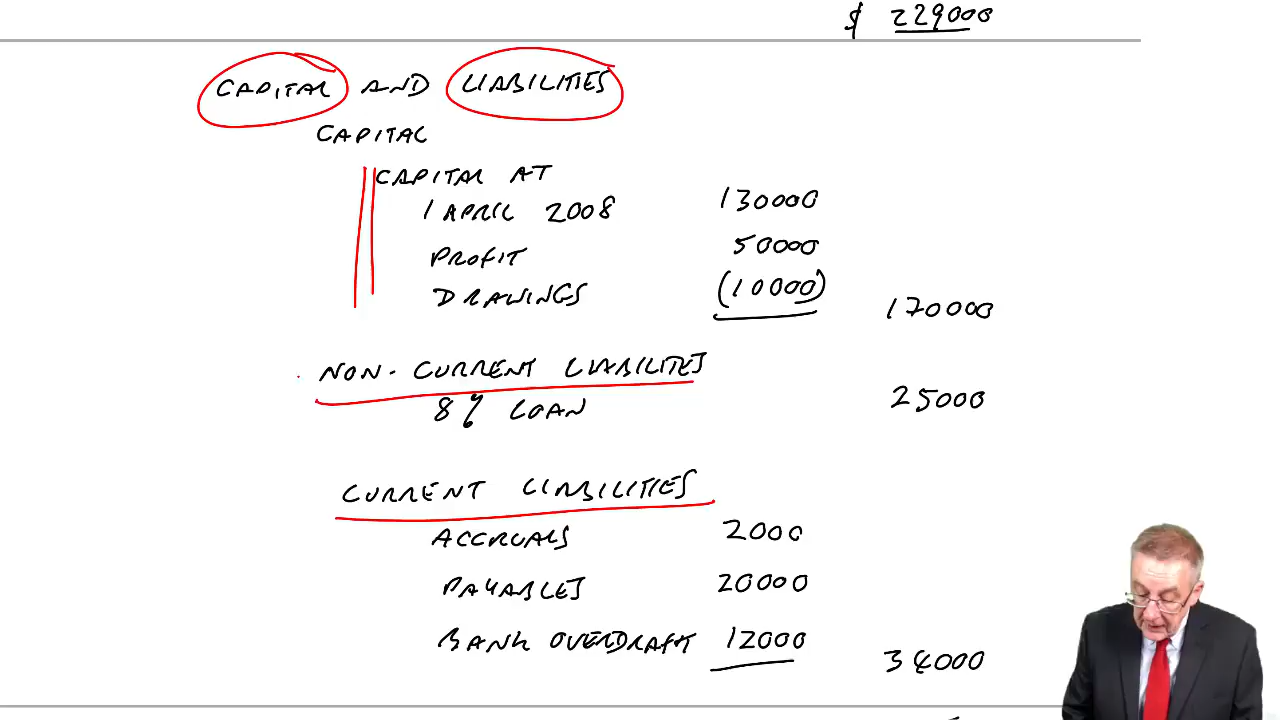 $ 229000
CAPITAL AND LIABILITIES
CAPITAL
CAPITAL AT
1 APRIL 2008 130000
PROFIT 50000
DRAWINGS (10000) 170000
NON-CURRENT LIABILITES
8% LOAN 25000
CURRENT LIABILITIES
ACCRUALS 2000
PAYABLES 20000
BANK OVERDRAFT 12000 34000